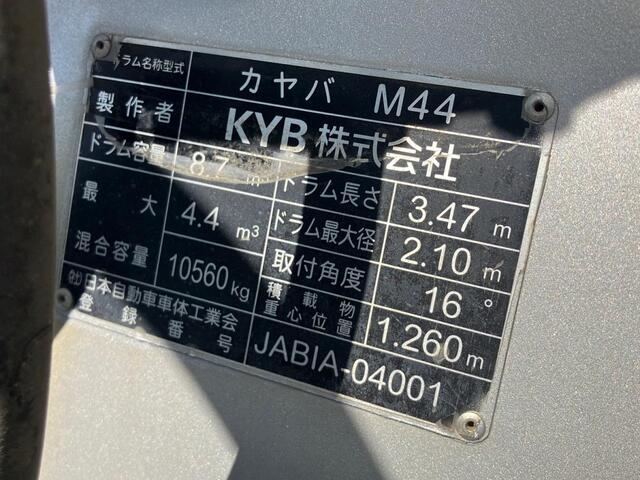 ドラム名称型式 カヤバ M44
製作者 KYB株式会社
ドラム容量 8.7 m
ドラム長さ 3.47 m
最大 4.4 m³
ドラム最大径 2.10 m
混合容量 10560 kg
取付角度 16°
積載物重心位置 1.260 m
(社)日本自動車車体工業会
登録番号 JABIA-04001